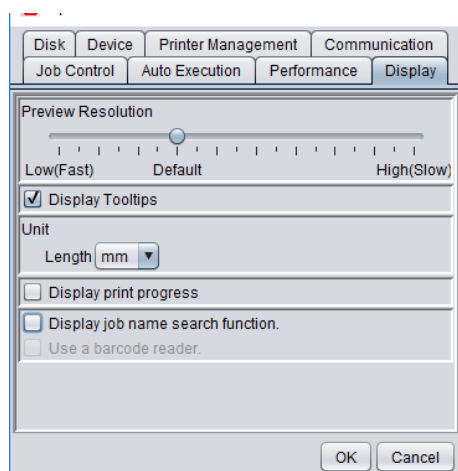 Disk Device Printer Management Communication
Job Control Auto Execution Performance Display
Preview Resolution
Low(Fast) Default High(Slow)
Display Tooltips
Unit
Length mm
Display print progress
Display job name search function.
Use a barcode reader.
OK Cancel